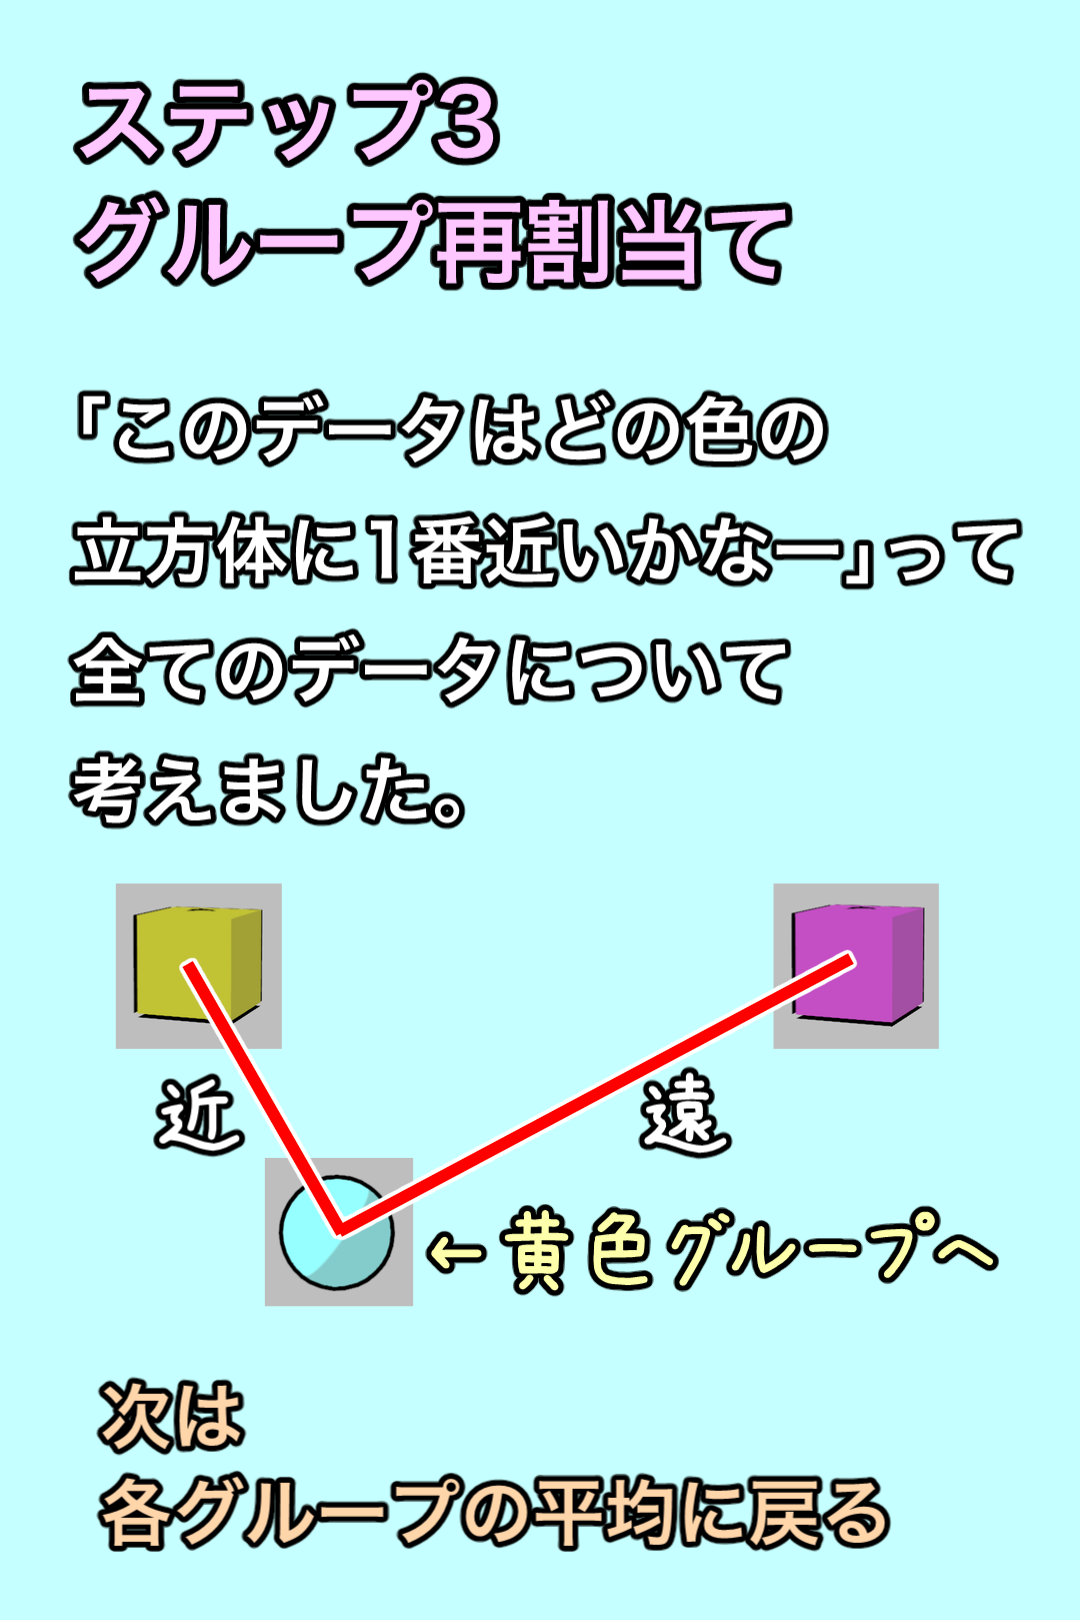 ステップ3
グループ再割当て
「このデータはどの色の
立方体に1番近いかなー」って
全てのデータについて
考えました。
近
遠
←黄色グループへ
次は
各グループの平均に戻る